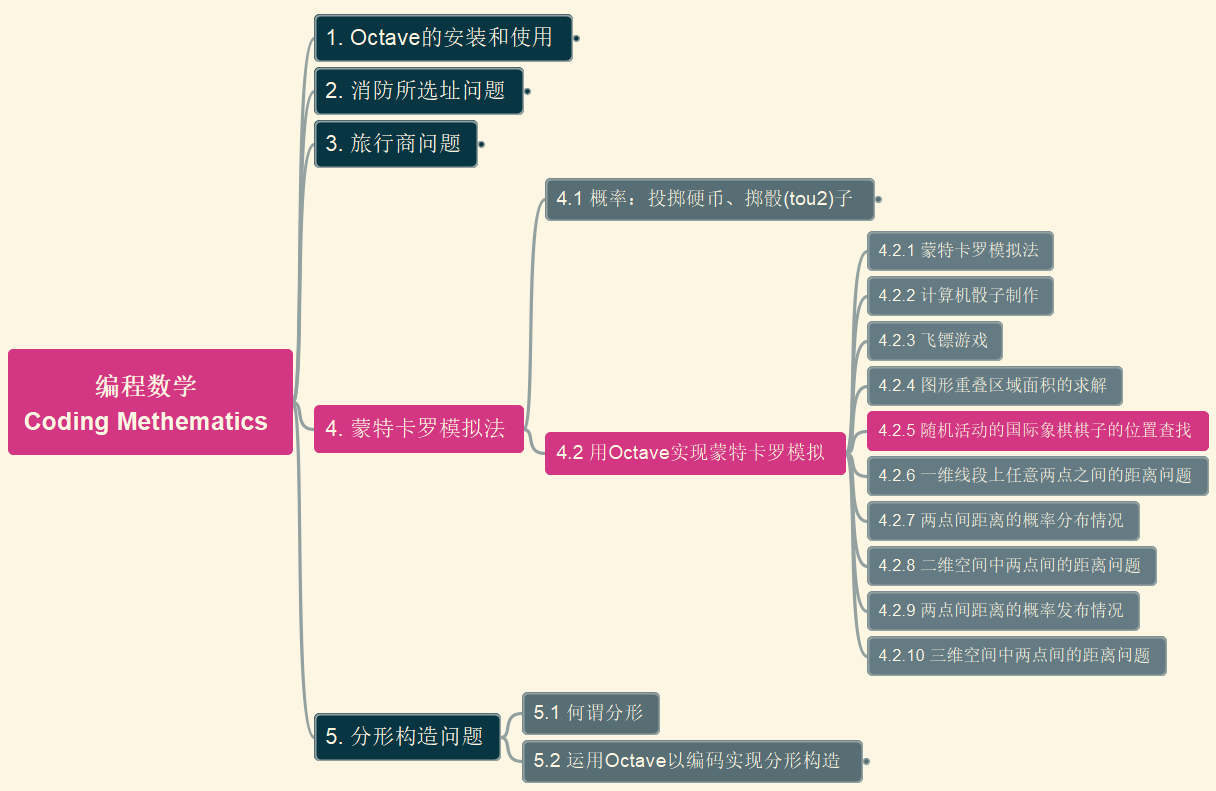 编程数学
Coding Methematics
1. Octave的安装和使用
2. 消防所选址问题
3. 旅行商问题
4. 蒙特卡罗模拟法
4.1 概率：投掷硬币、掷骰(tou2)子
4.2 用Octave实现蒙特卡罗模拟
4.2.1 蒙特卡罗模拟法
4.2.2 计算机骰子制作
4.2.3 飞镖游戏
4.2.4 图形重叠区域面积的求解
4.2.5 随机活动的国际象棋棋子的位置查找
4.2.6 一维线段上任意两点之间的距离问题
4.2.7 两点间距离的概率分布情况
4.2.8 二维空间中两点间的距离问题
4.2.9 两点间距离的概率发布情况
4.2.10 三维空间中两点间的距离问题
5. 分形构造问题
5.1 何谓分形
5.2 运用Octave以编码实现分形构造